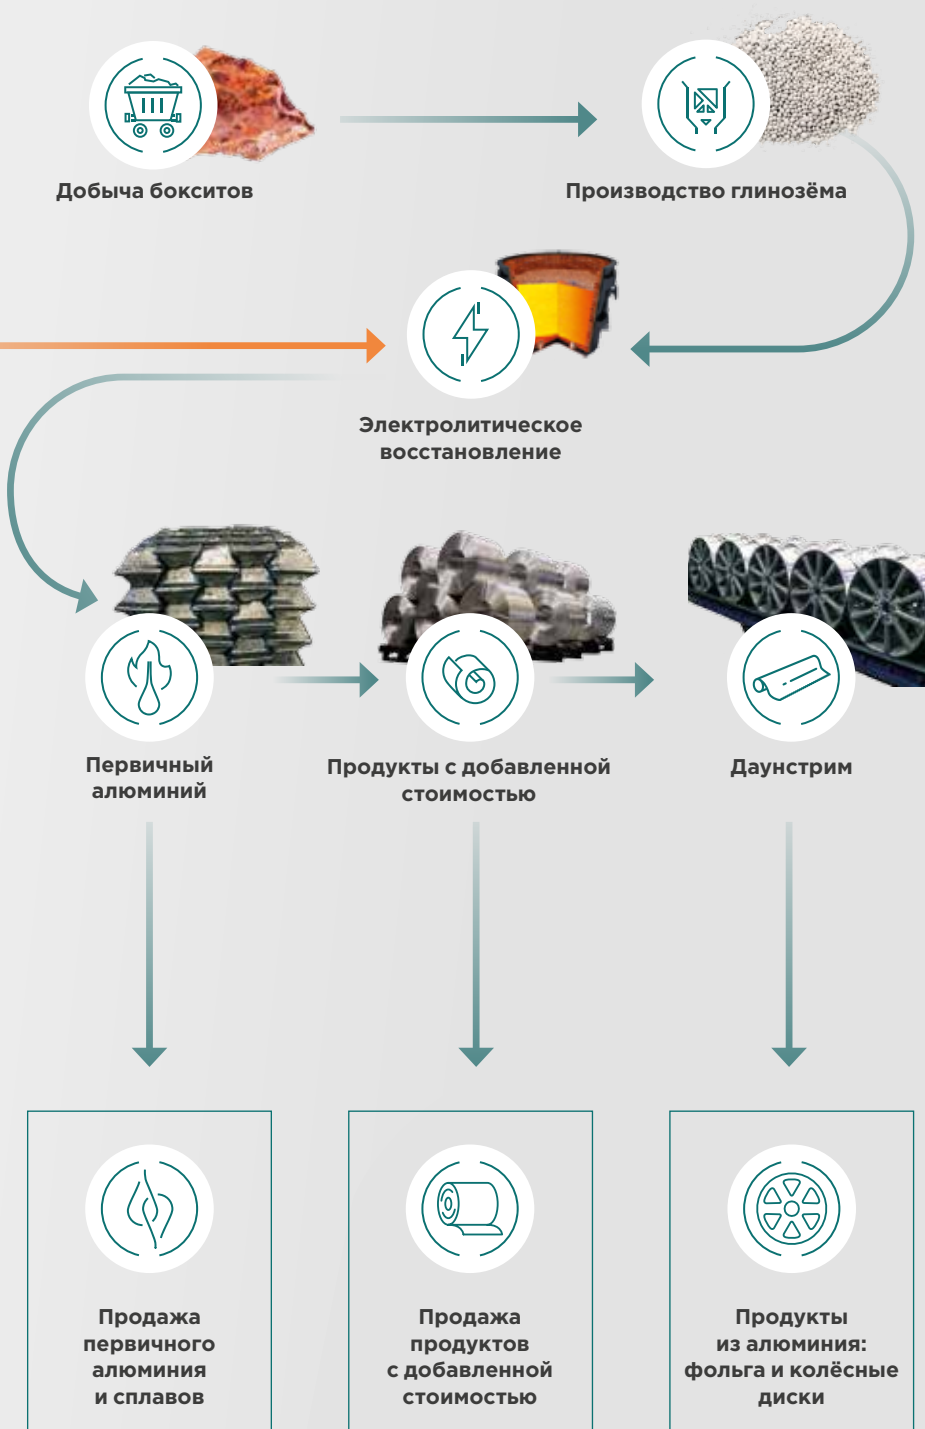 Добыча бокситов
Производство глинозёма
Электролитическое
восстановление
Первичный
алюминий
Продукты с добавленной
стоимостью
Даунстрим
Продажа
первичного
алюминия
и сплавов
Продажа
продуктов
с добавленной
стоимостью
Продукты
из алюминия:
фольга и колёсные
диски